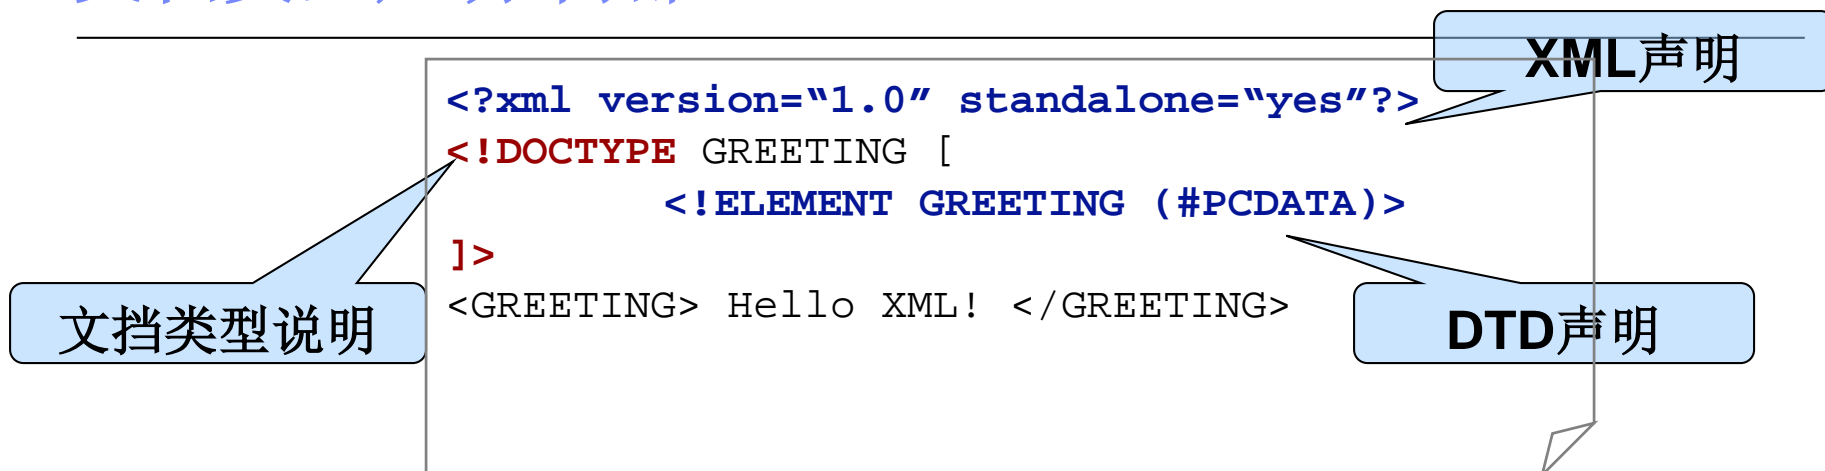 XML声明
<?xml version=“1.0” standalone=“yes”?>
<!DOCTYPE GREETING [
<!ELEMENT GREETING (#PCDATA)>
]>
<GREETING> Hello XML! </GREETING>
文挡类型说明
DTD声明